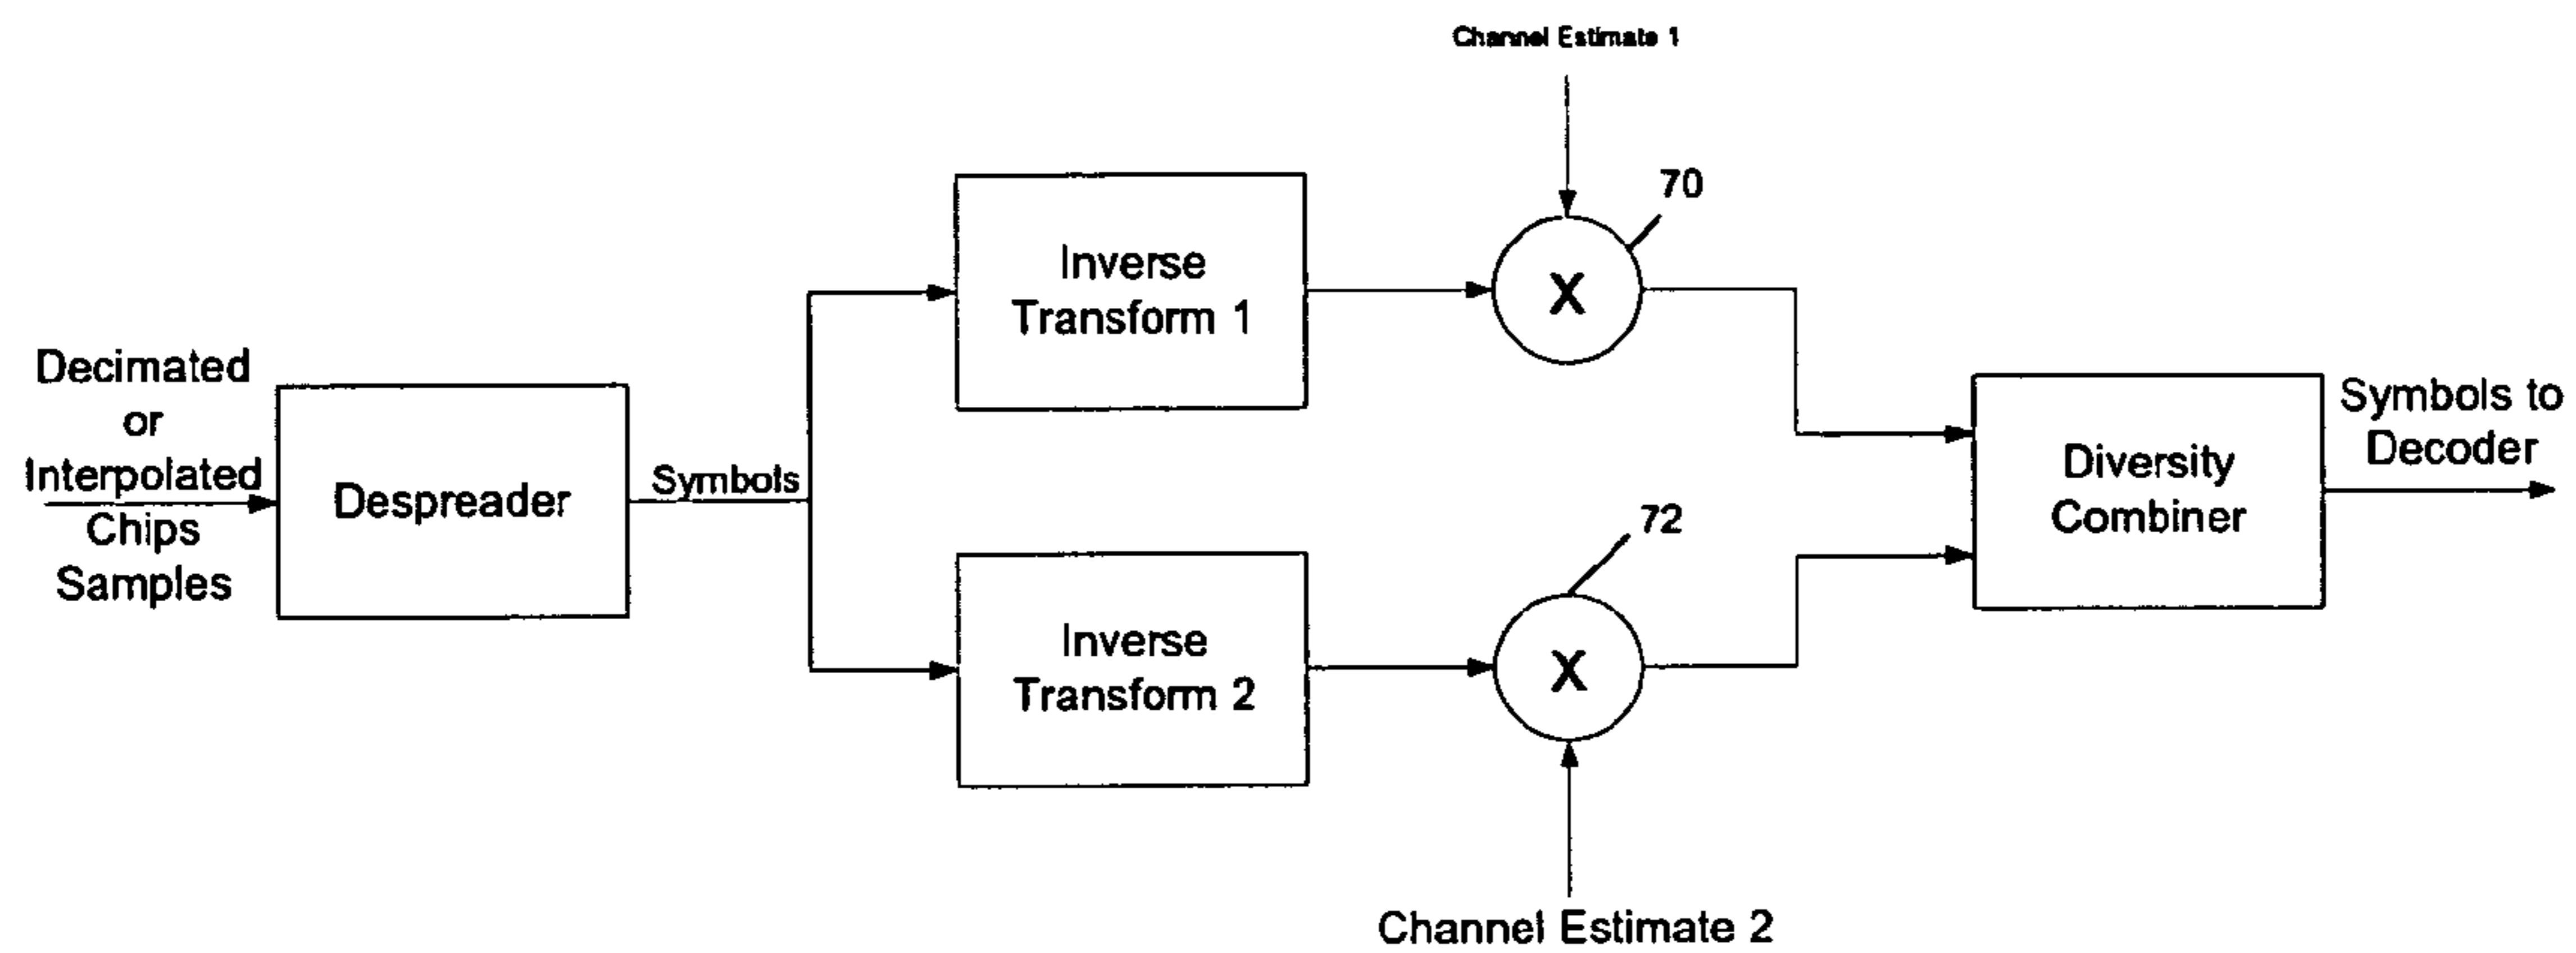 Channel Estimate 1
70
Inverse
Transform 1
X
Decimated
or
Interpolated
Chips
Samples
Despreader
Symbols
Diversity
Combiner
Symbols to
Decoder
72
Inverse
Transform 2
X
Channel Estimate 2